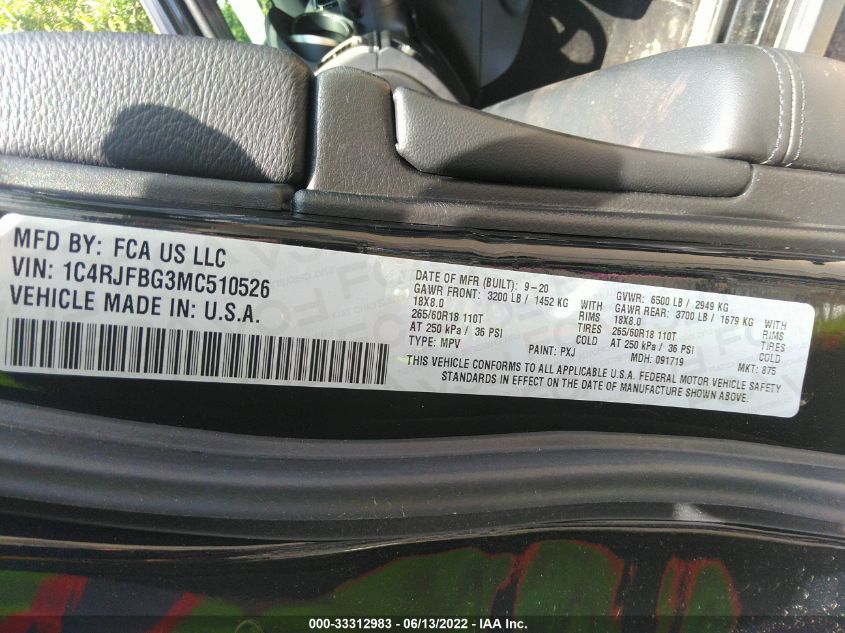 MFD BY: FCA US LLC
VIN: 1C4RJFBG3MC510526
VEHICLE MADE IN: U.S.A.
DATE OF MFR (BUILT): 9-20 GVWR: 6500 LB / 2949 KG
GAWR FRONT: 3200 LB / 1452 KG WITH GAWR REAR: 3700 LB / 1679 KG WITH
18X8.0 RIMS 18X8.0 RIMS
265/60R18 110T TIRES 265/60R18 110T TIRES
AT 250 kPa / 36 PSI COLD AT 250 kPa / 36 PSI COLD
TYPE: MPV PAINT: PXJ MDH: 091719 MKT: 875
THIS VEHICLE CONFORMS TO ALL APPLICABLE U.S.A. FEDERAL MOTOR VEHICLE SAFETY
STANDARDS IN EFFECT ON THE DATE OF MANUFACTURE SHOWN ABOVE.
000-33312983 - 06/13/2022 - IAA Inc.